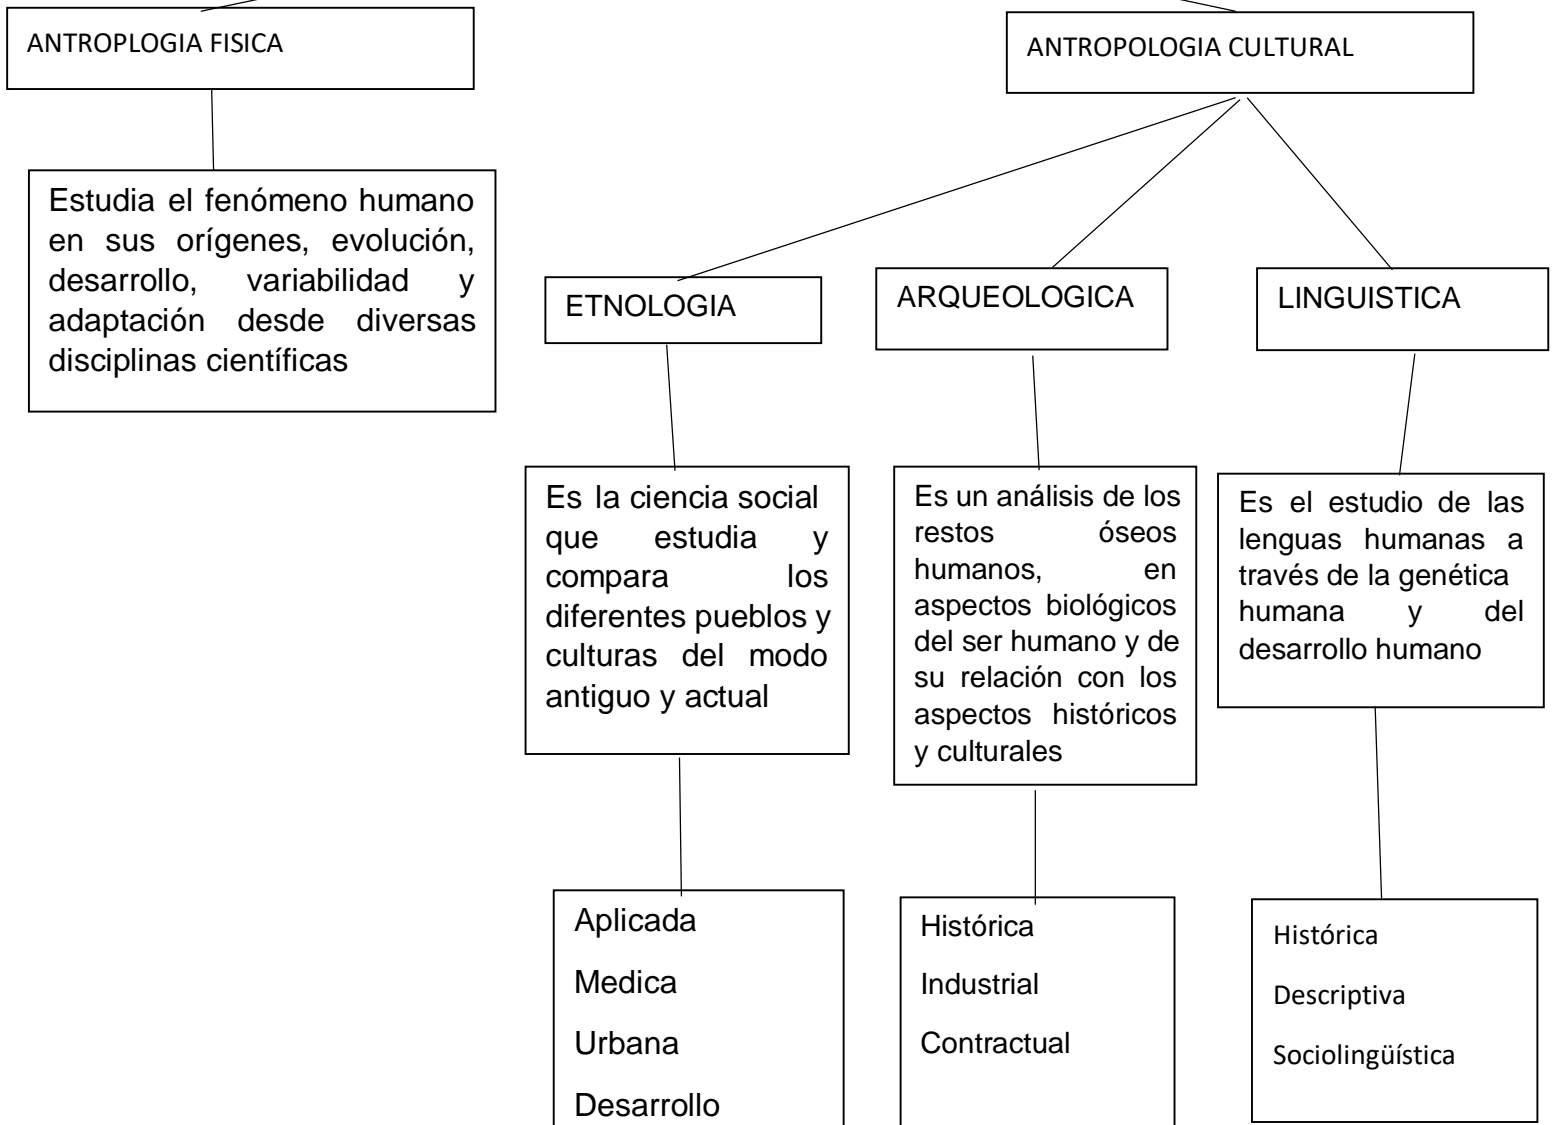 ANTROPLOGIA FISICA
ANTROPOLOGIA CULTURAL
Estudia el fenómeno humano
en sus orígenes, evolución,
desarrollo, variabilidad y
adaptación desde diversas
disciplinas científicas
ETNOLOGIA
ARQUEOLOGICA
LINGUISTICA
Es la ciencia social
que estudia y
compara los
diferentes pueblos y
culturas del modo
antiguo y actual
Es un análisis de los
restos óseos
humanos, en
aspectos biológicos
del ser humano y de
su relación con los
aspectos históricos
y culturales
Es el estudio de las
lenguas humanas a
través de la genética
humana y del
desarrollo humano
Aplicada
Medica
Urbana
Desarrollo
Histórica
Industrial
Contractual
Histórica
Descriptiva
Sociolingüística